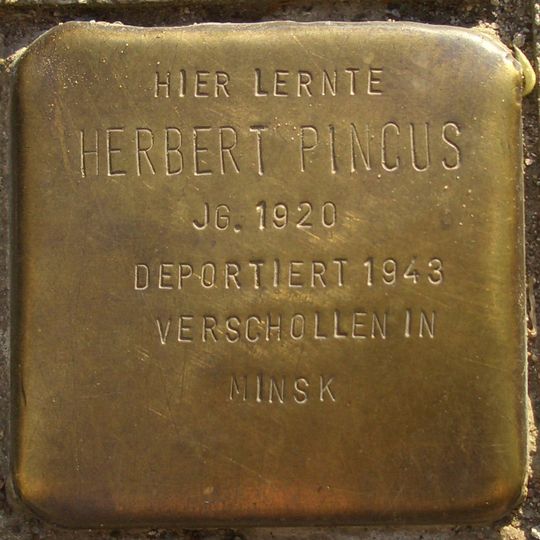 HIER LERNTE
HERBERT PINCUS
JG. 1920
DEPORTIERT 1943
VERSCHOLLEN IN
MINSK